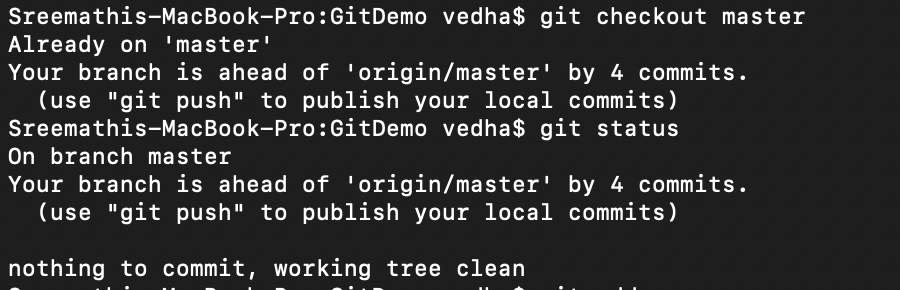 Sreemathis-MacBook-Pro:GitDemo vedha$ git checkout master
Already on 'master'
Your branch is ahead of 'origin/master' by 4 commits.
  (use "git push" to publish your local commits)
Sreemathis-MacBook-Pro:GitDemo vedha$ git status
On branch master
Your branch is ahead of 'origin/master' by 4 commits.
  (use "git push" to publish your local commits)

nothing to commit, working tree clean